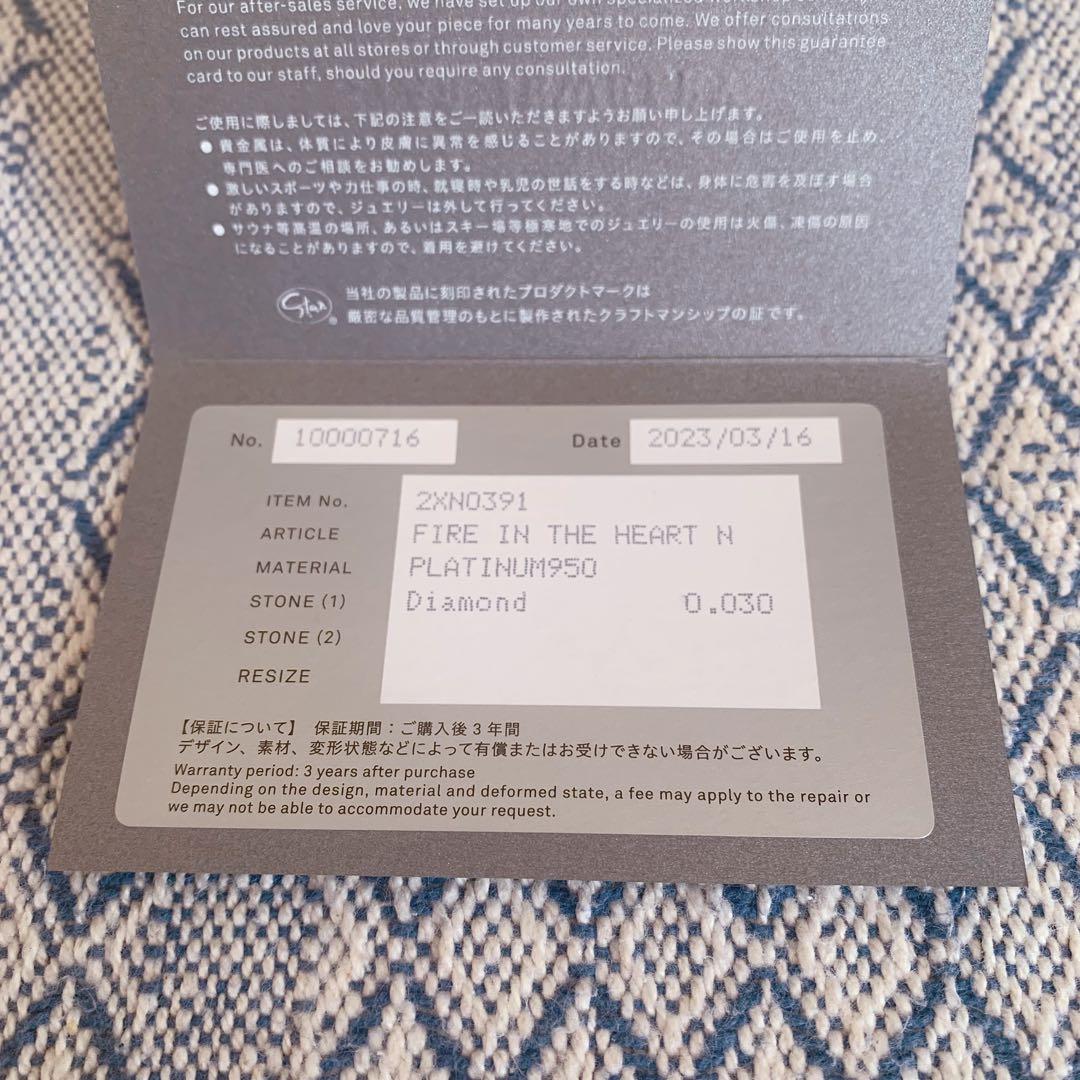 For our after-sales service, we have set up our own specialized
can rest assured and love your piece for many years to come. We offer consultations
on our products at all stores or through customer service. Please show this guarantee
card to our staff, should you require any consultation.
ご使用に際しましては、下記の注意をご一読いただきますようお願い申し上げます。
● 貴金属は、体質により皮膚に異常を感じることがありますので、その場合はご使用を止め、
専門医へのご相談をお勧めします。
● 激しいスポーツや力仕事の時、就寝時や乳児の世話をする時などは、身体に危害を及ぼす場合
がありますので、ジュエリーは外して行ってください。
● サウナ等高温の場所、あるいはスキー場等極寒地でのジュエリーの使用は火傷、凍傷の原因
になることがありますので、着用を避けてください。
Star ® 当社の製品に刻印されたプロダクトマークは
厳密な品質管理のもとに製作されたクラフトマンシップの証です。
No. 10000716 Date 2023/03/16
ITEM No. 2XN0391
ARTICLE FIRE IN THE HEART N
MATERIAL PLATINUM950
STONE (1) Diamond 0.030
STONE (2)
RESIZE
【保証について】 保証期間：ご購入後3年間
デザイン、素材、変形状態などによって有償またはお受けできない場合がございます。
Warranty period: 3 years after purchase
Depending on the design, material and deformed state, a fee may apply to the repair or
we may not be able to accommodate your request.